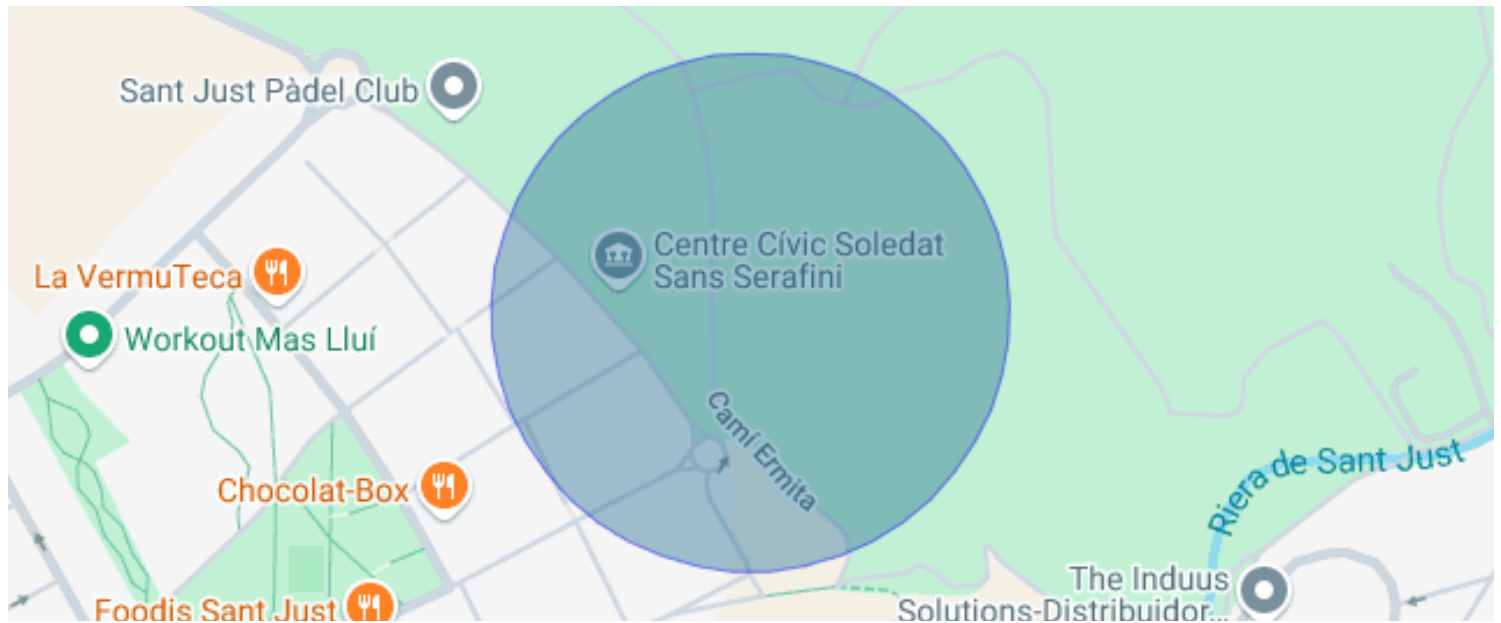 Sant Just Pàdel Club
Centre Cívic Soledat
Sans Serafini
La VermuTeca
Workout Mas Lluí
Camí Ermita
Riera de Sant Just
Chocolat-Box
The Induus
Solutions-Distribuidor...
Foodis Sant Just